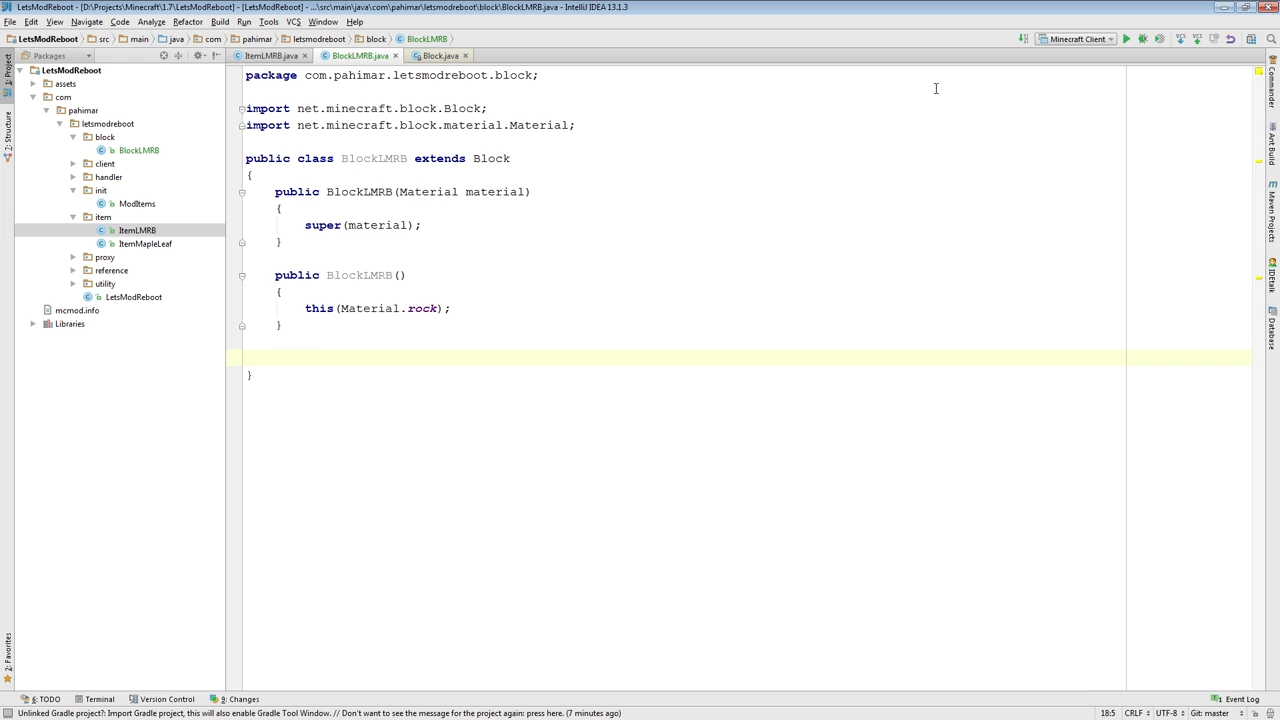 LetsModReboot - [D:\Projects\Minecraft\1.7\LetsModReboot] - [LetsModReboot] - ...\src\main\java\com\pahimar\letsmodreboot\block\BlockLMRB.java - IntelliJ IDEA 13.1.3
File Edit View Navigate Code Analyze Refactor Build Run Tools VCS Window Help
LetsModReboot src main java com pahimar letsmodreboot block BlockLMRB Minecraft Client
Packages ItemLMRB.java BlockLMRB.java Block.java
LetsModReboot
assets
com
pahimar
letsmodreboot
block
BlockLMRB
client
handler
init
ModItems
item
ItemLMRB
ItemMapleLeaf
proxy
reference
utility
LetsModReboot
mcmod.info
Libraries
1: Project
Z: Structure
2: Favorites
package com.pahimar.letsmodreboot.block;
import net.minecraft.block.Block;
import net.minecraft.block.material.Material;
public class BlockLMRB extends Block
{
public BlockLMRB(Material material)
{
super(material);
}
public BlockLMRB()
{
this(Material.rock);
}
}
Commander
Ant Build
Maven Projects
IDEtalk
Database
6: TODO Terminal Version Control 9: Changes Event Log
Unlinked Gradle project?: Import Gradle project, this will also enable Gradle Tool Window. // Don't want to see the message for the project again: press here. (7 minutes ago) 18:5 CRLF UTF-8 Git: master